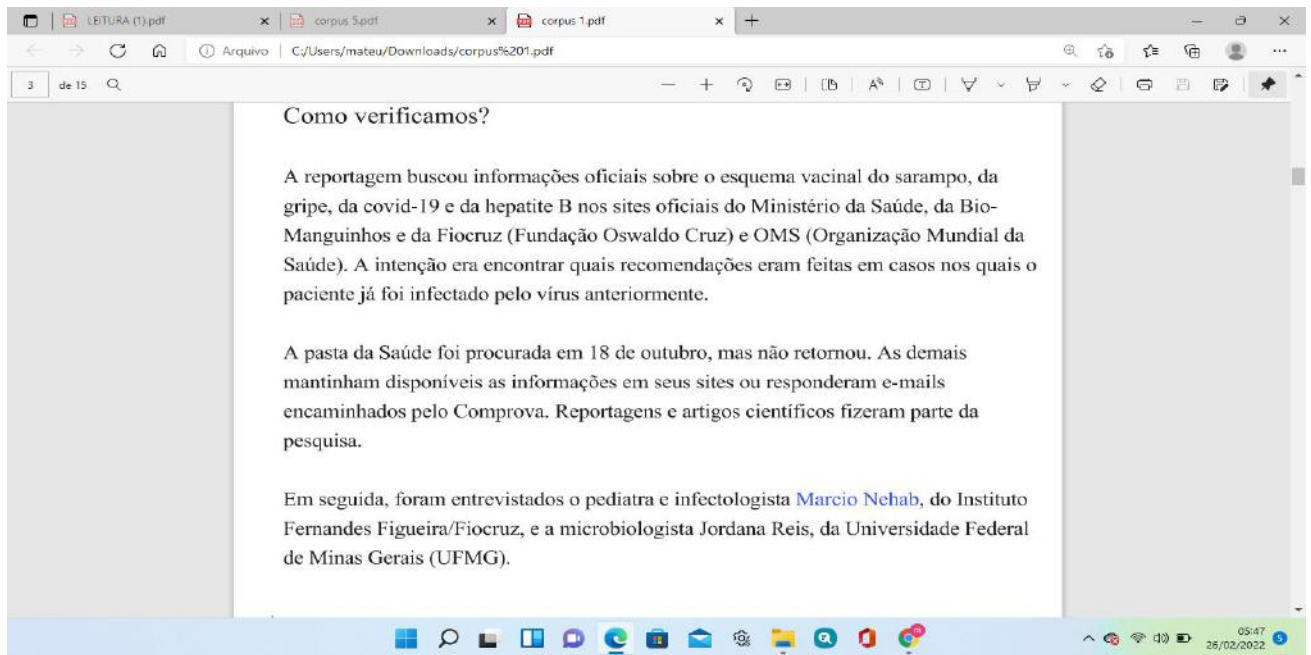 LEITURA (1).pdf
corpus 5.pdf
corpus 1.pdf
Arquivo
C:/Users/mateu/Downloads/corpus%201.pdf
3 de 15
Como verificamos?
A reportagem buscou informações oficiais sobre o esquema vacinal do sarampo, da
gripe, da covid-19 e da hepatite B nos sites oficiais do Ministério da Saúde, da Bio-
Manguinhos e da Fiocruz (Fundação Oswaldo Cruz) e OMS (Organização Mundial da
Saúde). A intenção era encontrar quais recomendações eram feitas em casos nos quais o
paciente já foi infectado pelo vírus anteriormente.
A pasta da Saúde foi procurada em 18 de outubro, mas não retornou. As demais
mantinham disponíveis as informações em seus sites ou responderam e-mails
encaminhados pelo Comprova. Reportagens e artigos científicos fizeram parte da
pesquisa.
Em seguida, foram entrevistados o pediatra e infectologista Marcio Nehab, do Instituto
Fernandes Figueira/Fiocruz, e a microbiologista Jordana Reis, da Universidade Federal
de Minas Gerais (UFMG).
05:47
26/02/2022